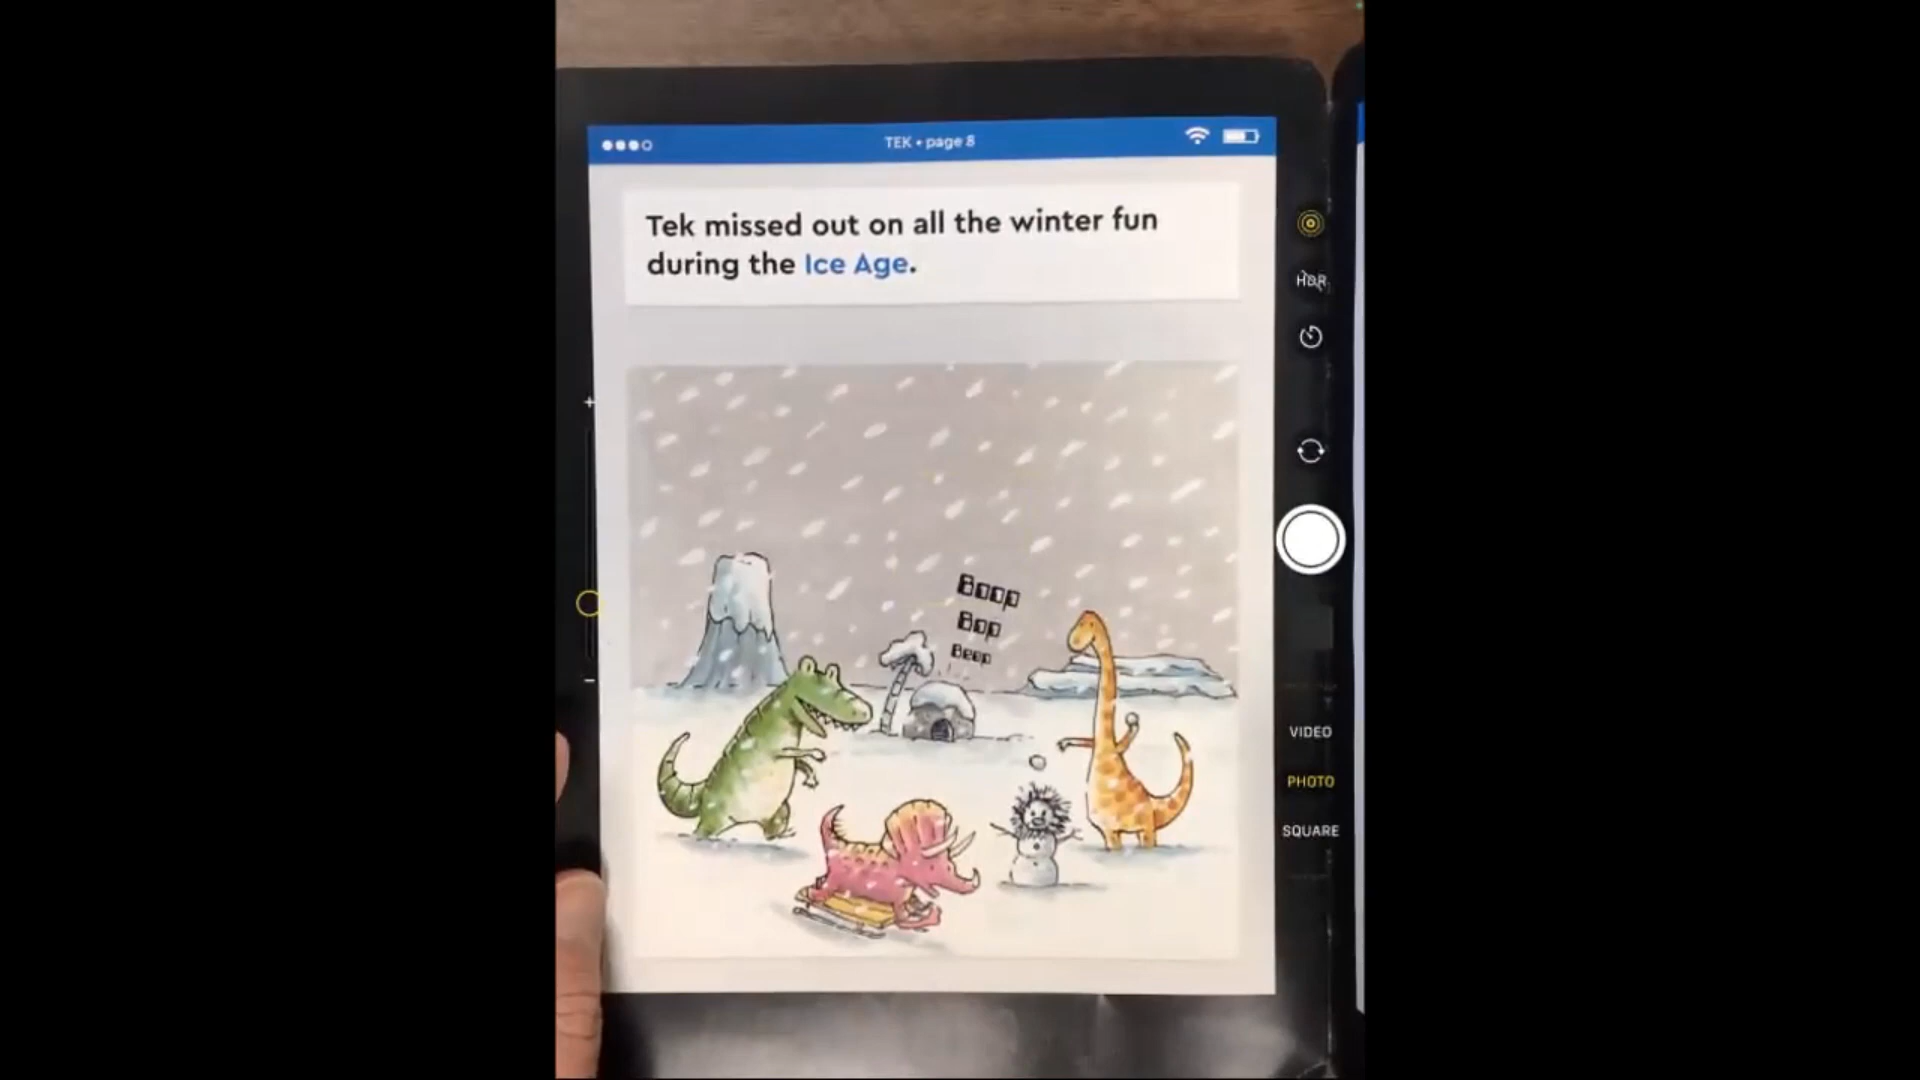 TEK • page 8
Tek missed out on all the winter fun
during the Ice Age.
Boop
Bop
Beep
HDR
VIDEO
PHOTO
SQUARE